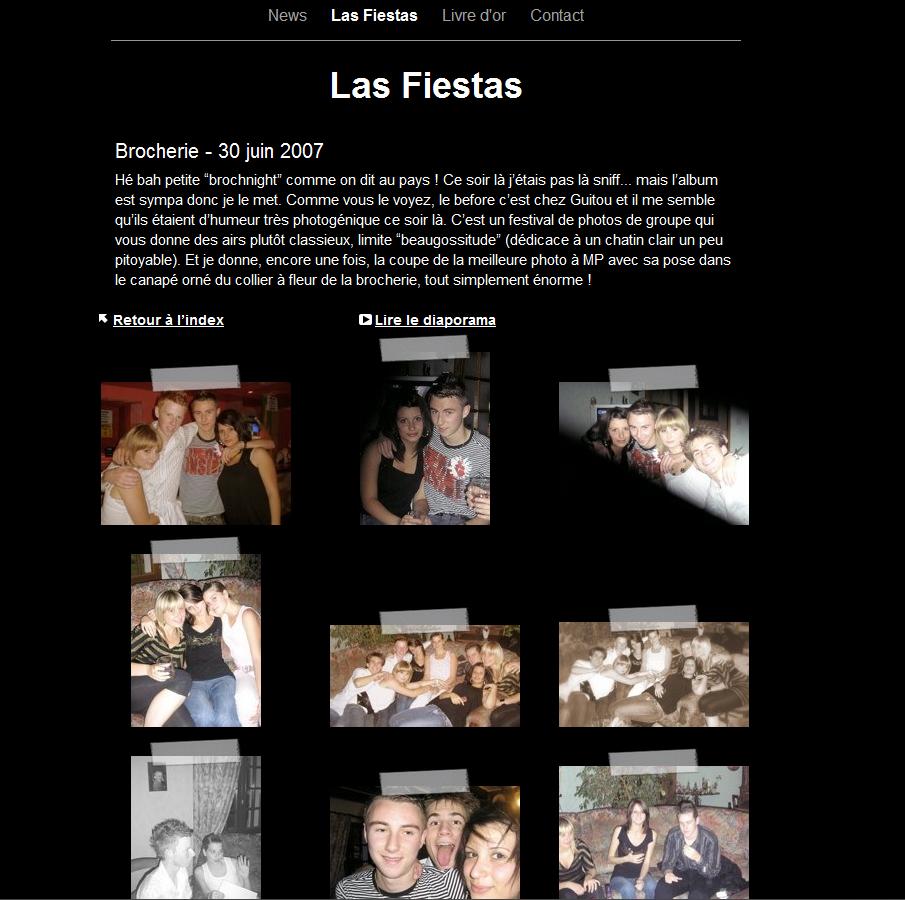 News Las Fiestas Livre d'or Contact
Las Fiestas
Brocherie - 30 juin 2007
Hé bah petite “brochnight” comme on dit au pays ! Ce soir là j’étais pas là sniff... mais l’album
est sympa donc je le met. Comme vous le voyez, le before c’est chez Guitou et il me semble
qu’ils étaient d’humeur très photogénique ce soir là. C’est un festival de photos de groupe qui
vous donne des airs plutôt classieux, limite “beaugossitude” (dédicace à un chatin clair un peu
pitoyable). Et je donne, encore une fois, la coupe de la meilleure photo à MP avec sa pose dans
le canapé orné du collier à fleur de la brocherie, tout simplement énorme !
Retour à l’index Lire le diaporama